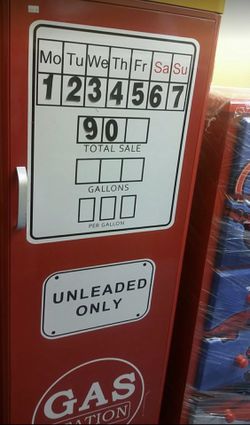 Mo Tu We Th Fr Sa Su
1 2 3 4 5 6 7
90
TOTAL SALE
GALLONS
PER GALLON
UNLEADED
ONLY
GAS
STATION